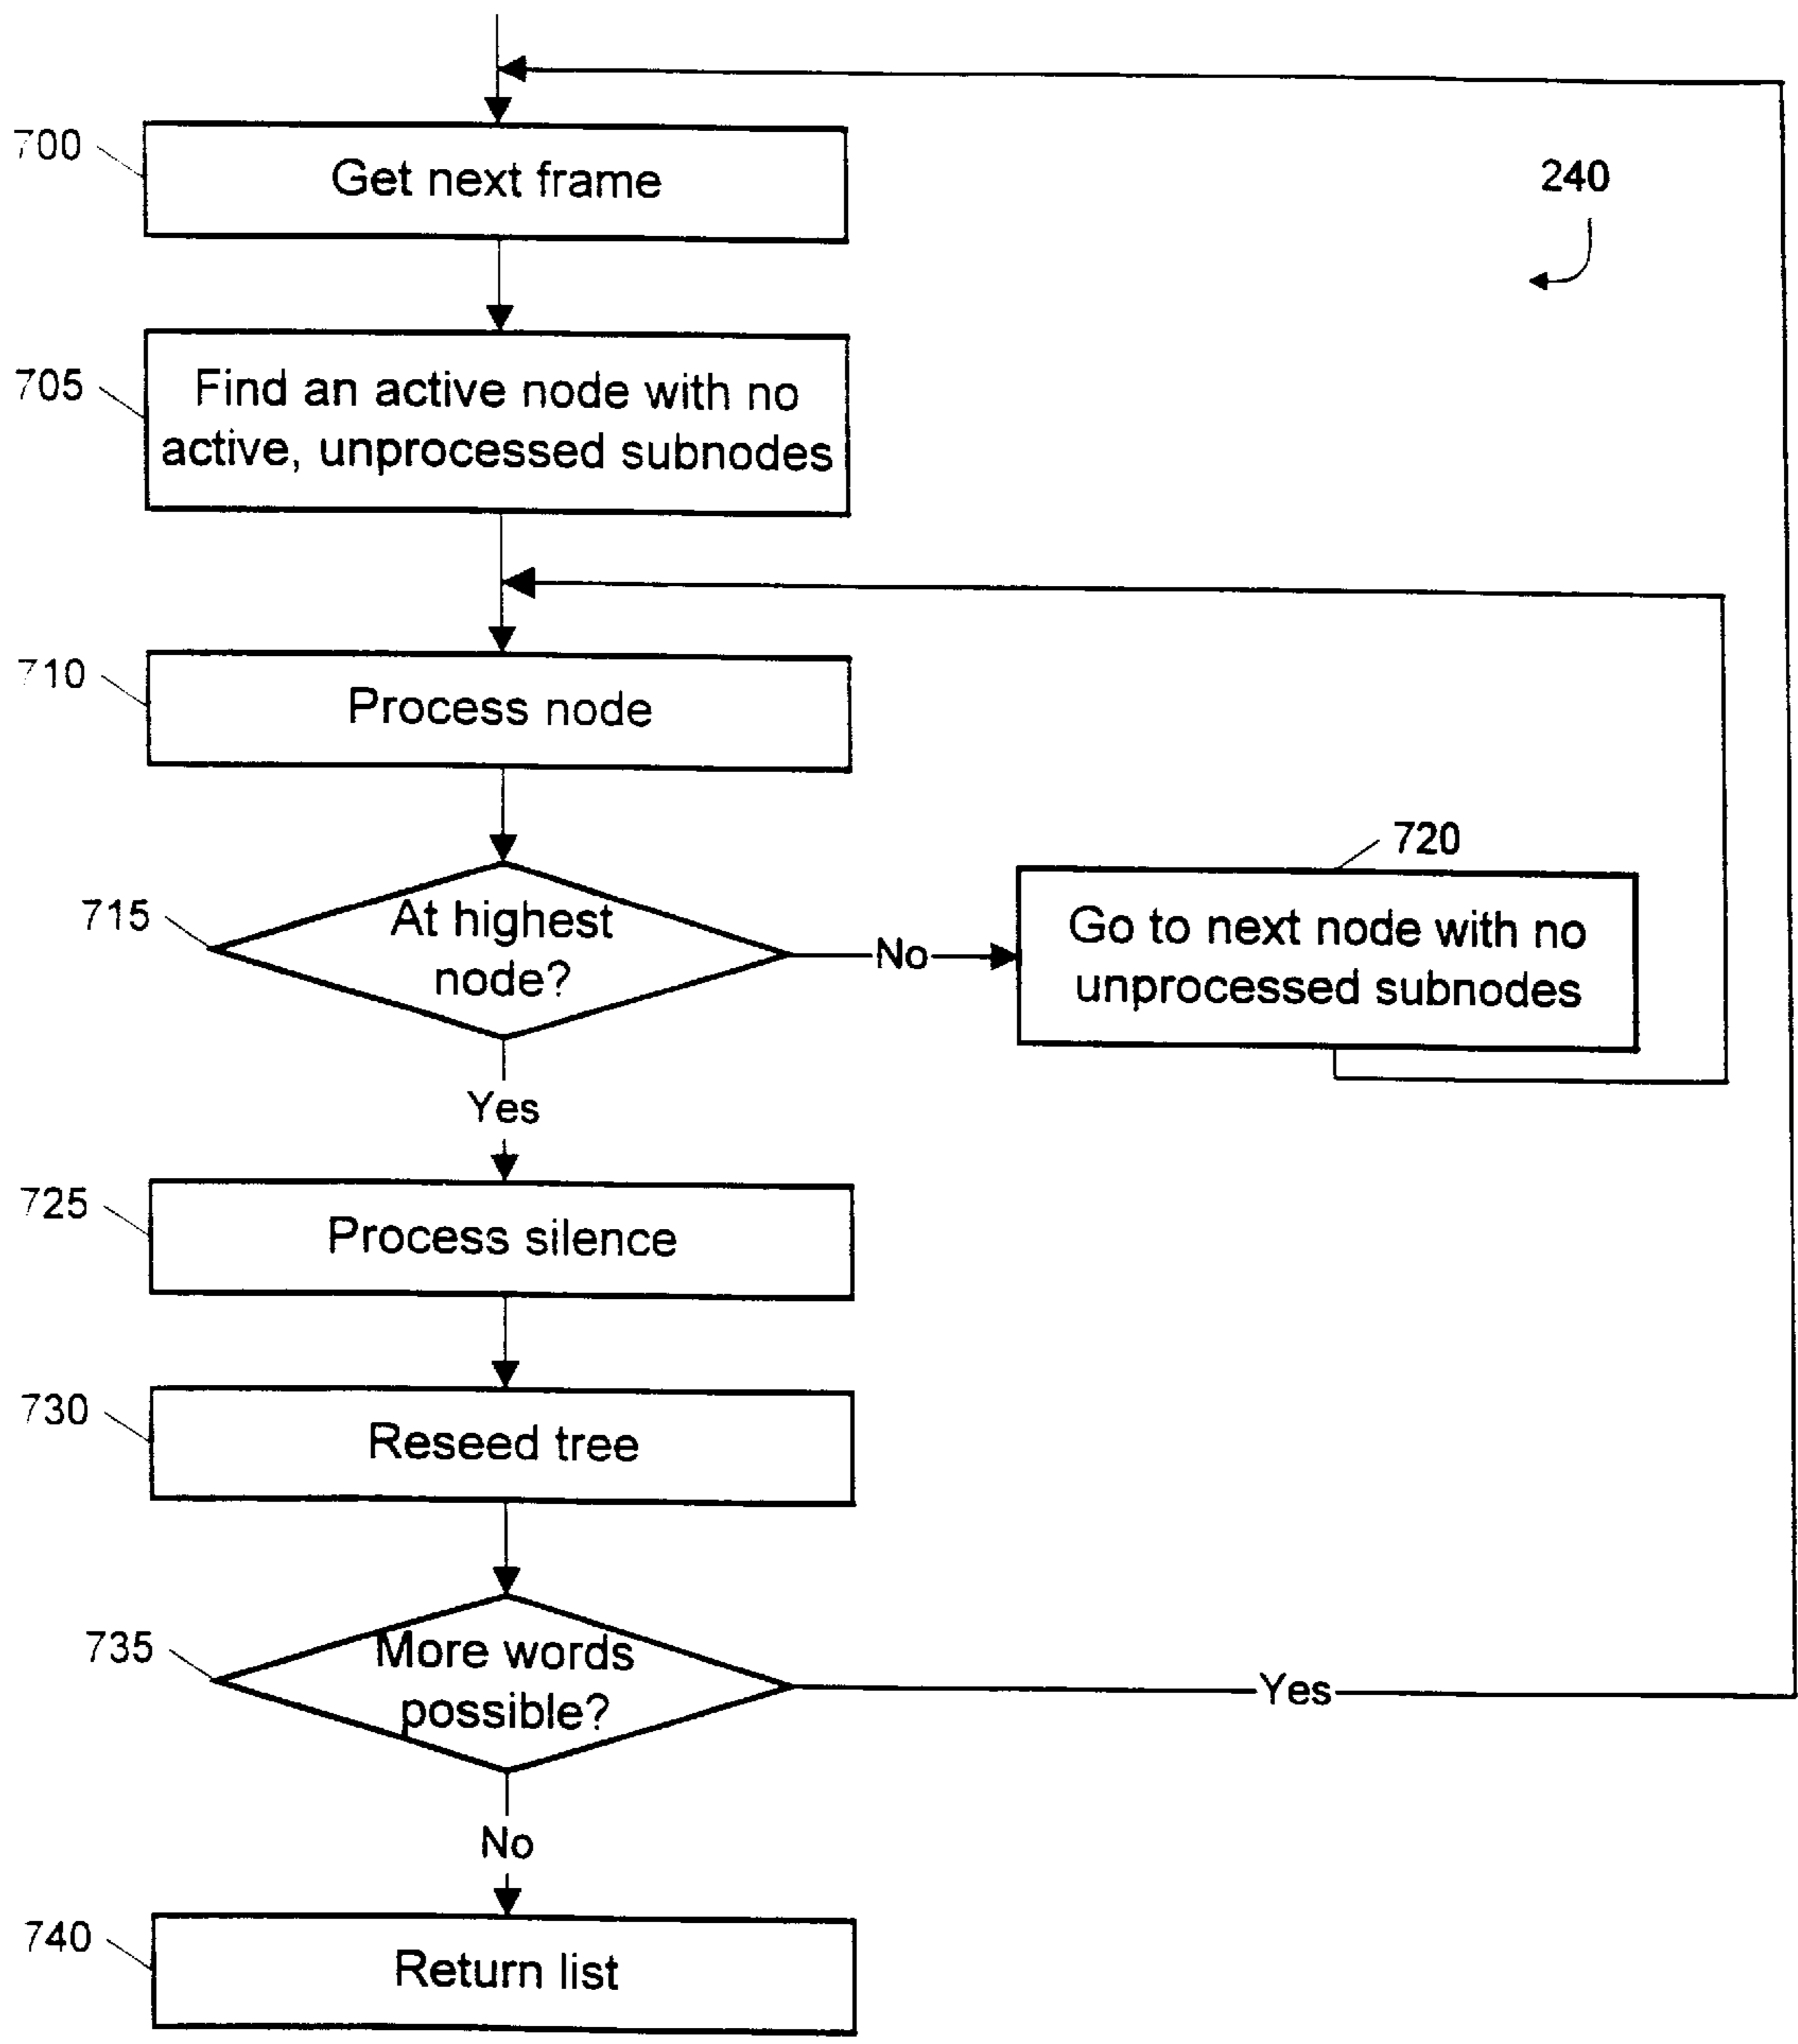 700
Get next frame
240
705
Find an active node with no
active, unprocessed subnodes
710
Process node
715
At highest
node?
No
720
Go to next node with no
unprocessed subnodes
Yes
725
Process silence
730
Reseed tree
735
More words
possible?
Yes
No
740
Return list